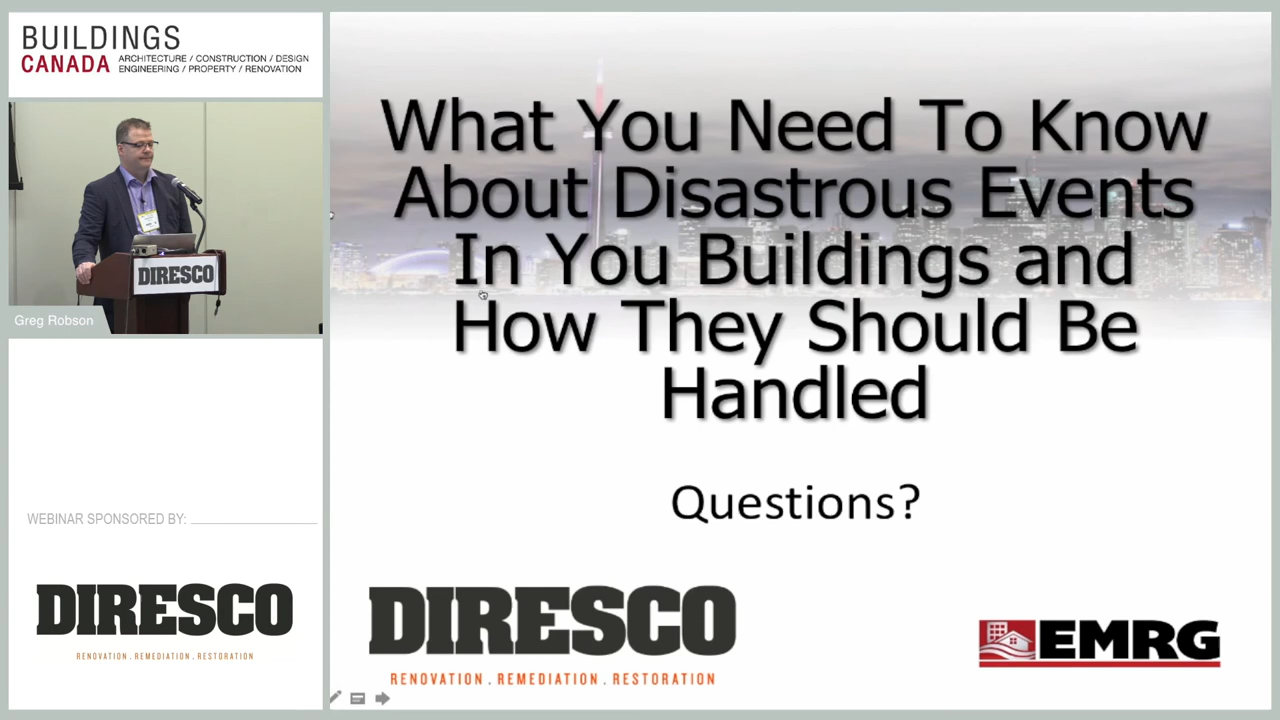 BUILDINGS
CANADA
ARCHITECTURE / CONSTRUCTION / DESIGN
ENGINEERING / PROPERTY / RENOVATION
DIRESCO
Greg Robson
WEBINAR SPONSORED BY:
DIRESCO
RENOVATION . REMEDIATION . RESTORATION
What You Need To Know
About Disastrous Events
In You Buildings and
How They Should Be
Handled
Questions?
DIRESCO
RENOVATION . REMEDIATION . RESTORATION
EMRG